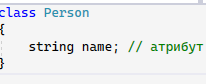 class Person
{
    string name; // атрибут
}